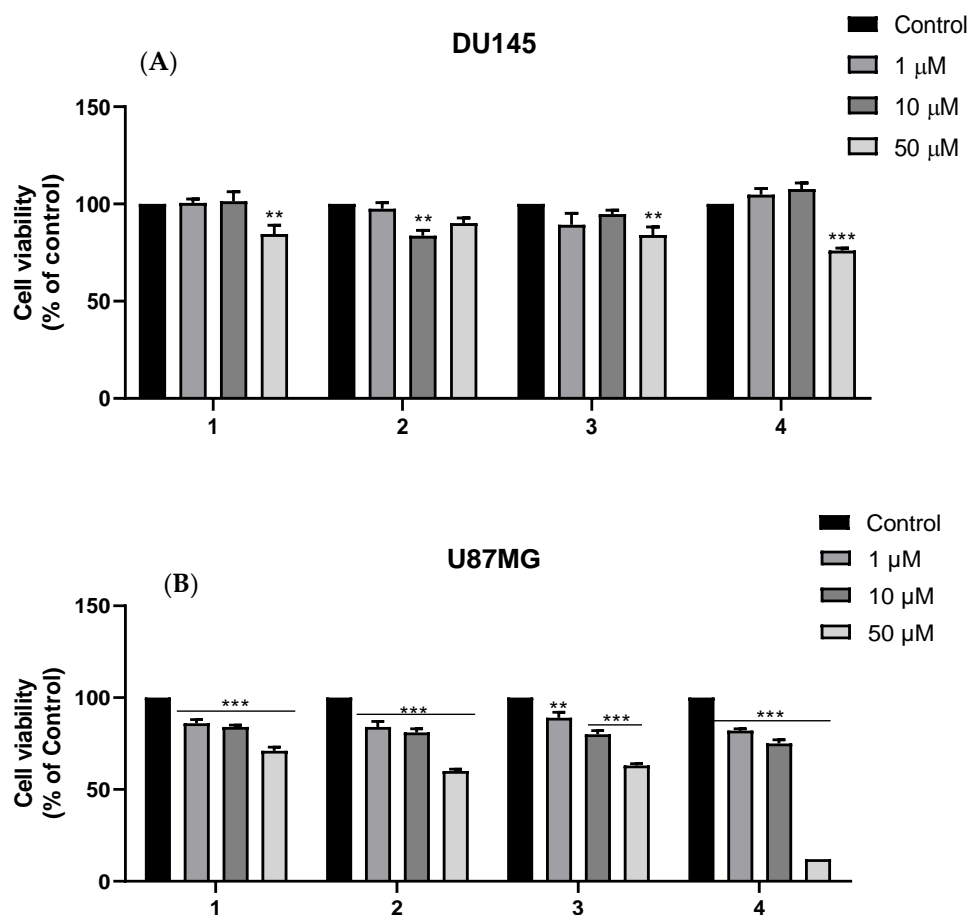 (A)
DU145
Control
1 μM
10 μM
50 μM
Cell viability
(% of control)
150
100
50
0
**
**
**
***
1
2
3
4
(B)
U87MG
Control
1 μM
10 μM
50 μM
Cell viability
(% of Control)
150
100
50
0
***
***
**
***
***
1
2
3
4